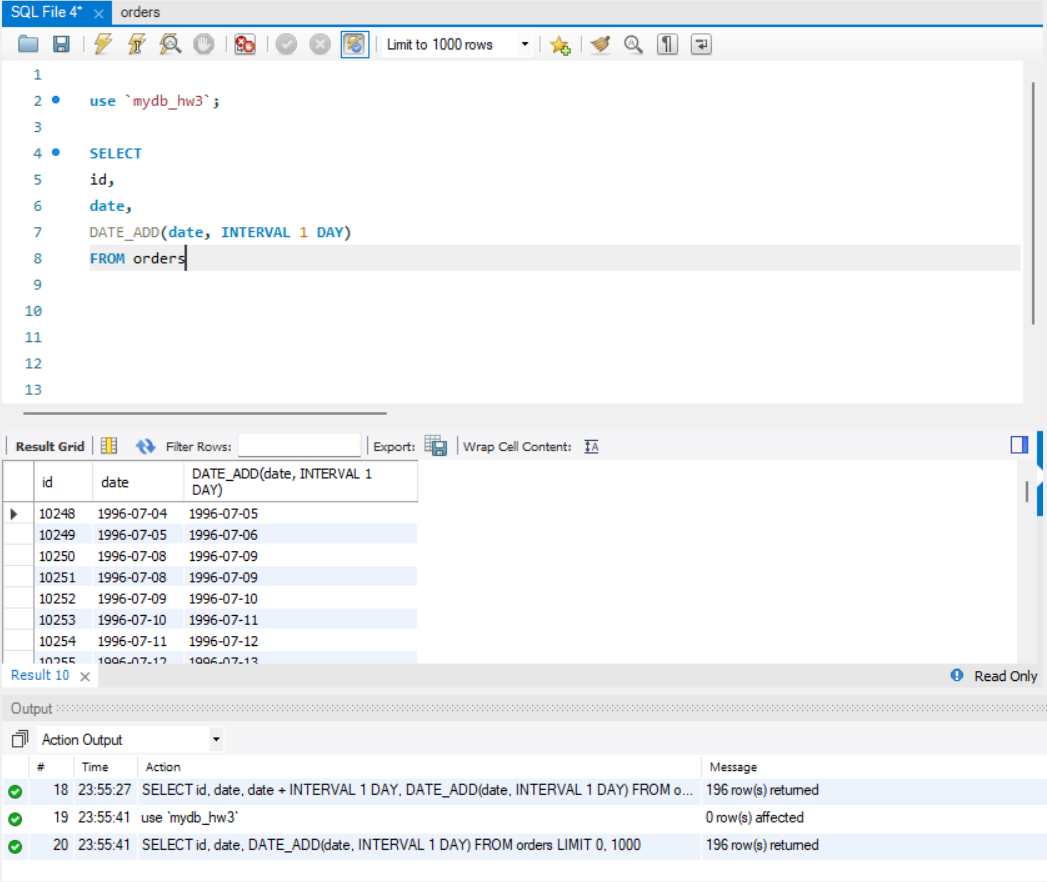 SQL File 4* × orders
Limit to 1000 rows
1
2 use `mydb_hw3`;
3
4 SELECT
5 id,
6 date,
7 DATE_ADD(date, INTERVAL 1 DAY)
8 FROM orders
9
10
11
12
13
Result Grid Filter Rows: Export: Wrap Cell Content:
id date DATE_ADD(date, INTERVAL 1
DAY)
10248 1996-07-04 1996-07-05
10249 1996-07-05 1996-07-06
10250 1996-07-08 1996-07-09
10251 1996-07-08 1996-07-09
10252 1996-07-09 1996-07-10
10253 1996-07-10 1996-07-11
10254 1996-07-11 1996-07-12
10255 1996-07-12 1996-07-13
Result 10 × Read Only
Output
Action Output
# Time Action Message
18 23:55:27 SELECT id, date, date + INTERVAL 1 DAY, DATE_ADD(date, INTERVAL 1 DAY) FROM o... 196 row(s) returned
19 23:55:41 use `mydb_hw3` 0 row(s) affected
20 23:55:41 SELECT id, date, DATE_ADD(date, INTERVAL 1 DAY) FROM orders LIMIT 0, 1000 196 row(s) returned